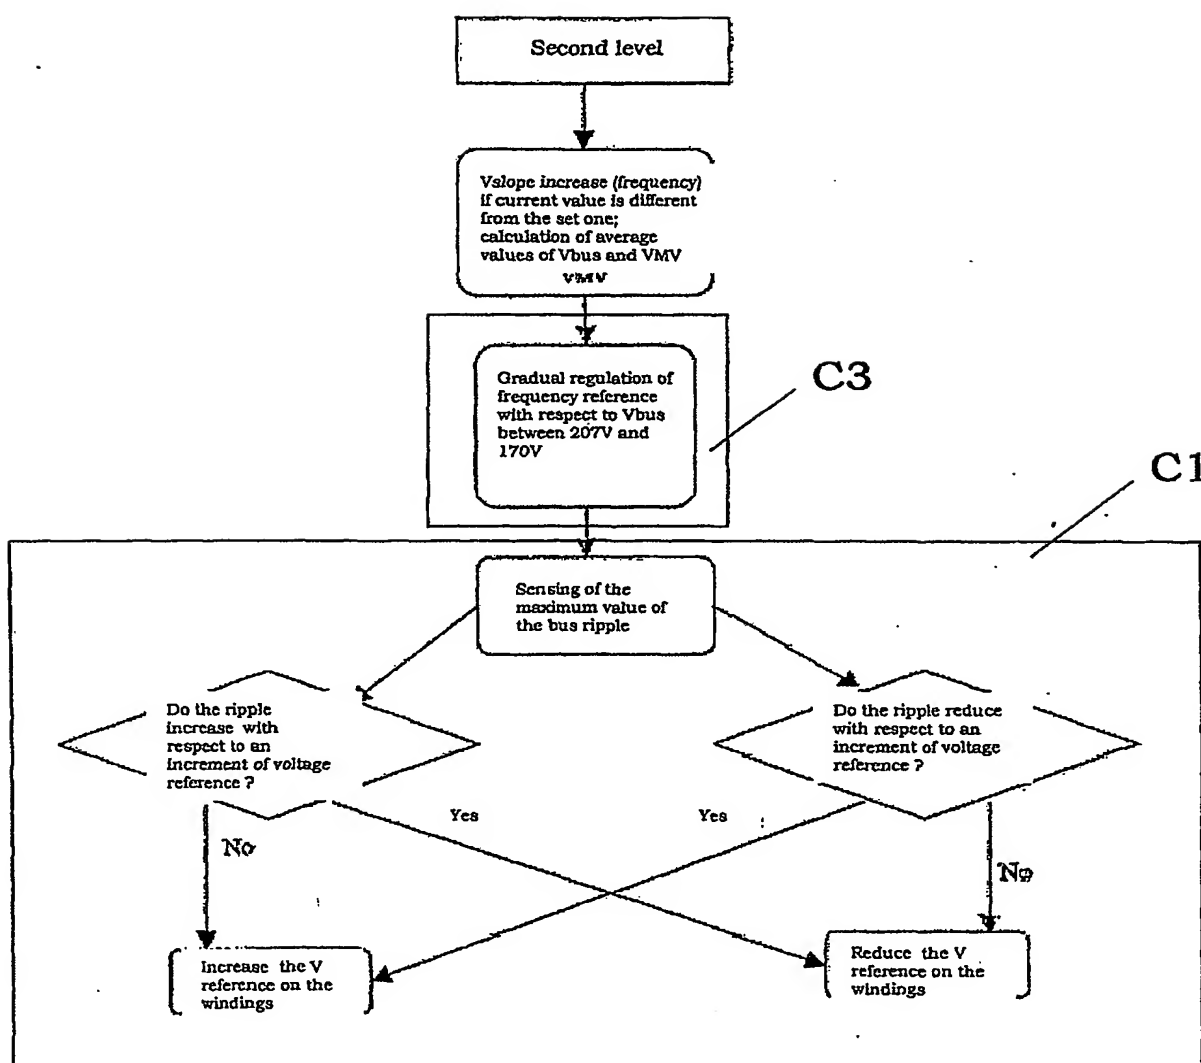 Second level
Vslope increase (frequency)
if current value is different
from the set one;
calculation of average
values of Vbus and VMV
VMV
Gradual regulation of
frequency reference
with respect to Vbus
between 207V and
170V
C3
C1
Sensing of the
maximum value of
the bus ripple
Do the ripple
increase with
respect to an
increment of voltage
reference ?
Do the ripple reduce
with respect to an
increment of voltage
reference ?
Yes
Yes
No
No
Increase the V
reference on the
windings
Reduce the V
reference on the
windings